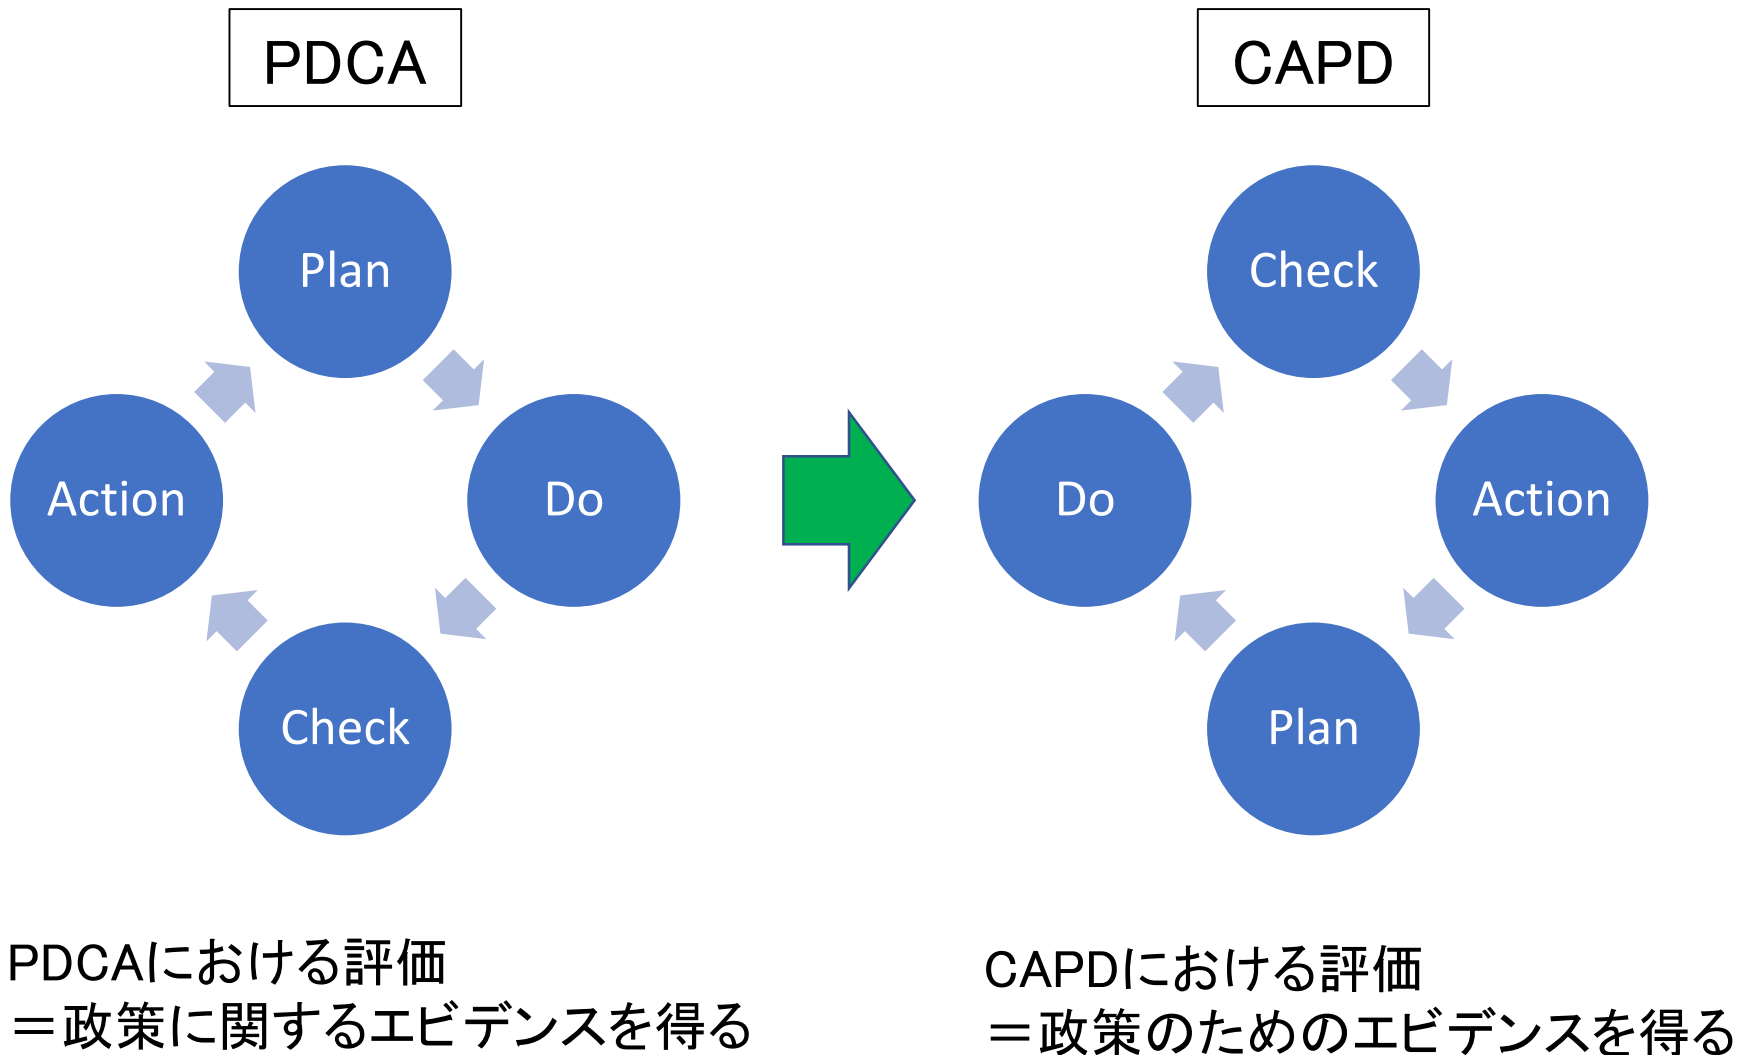 PDCA
Plan
Do
Check
Action
PDCAにおける評価
＝政策に関するエビデンスを得る
CAPD
Check
Action
Plan
Do
CAPDにおける評価
＝政策のためのエビデンスを得る